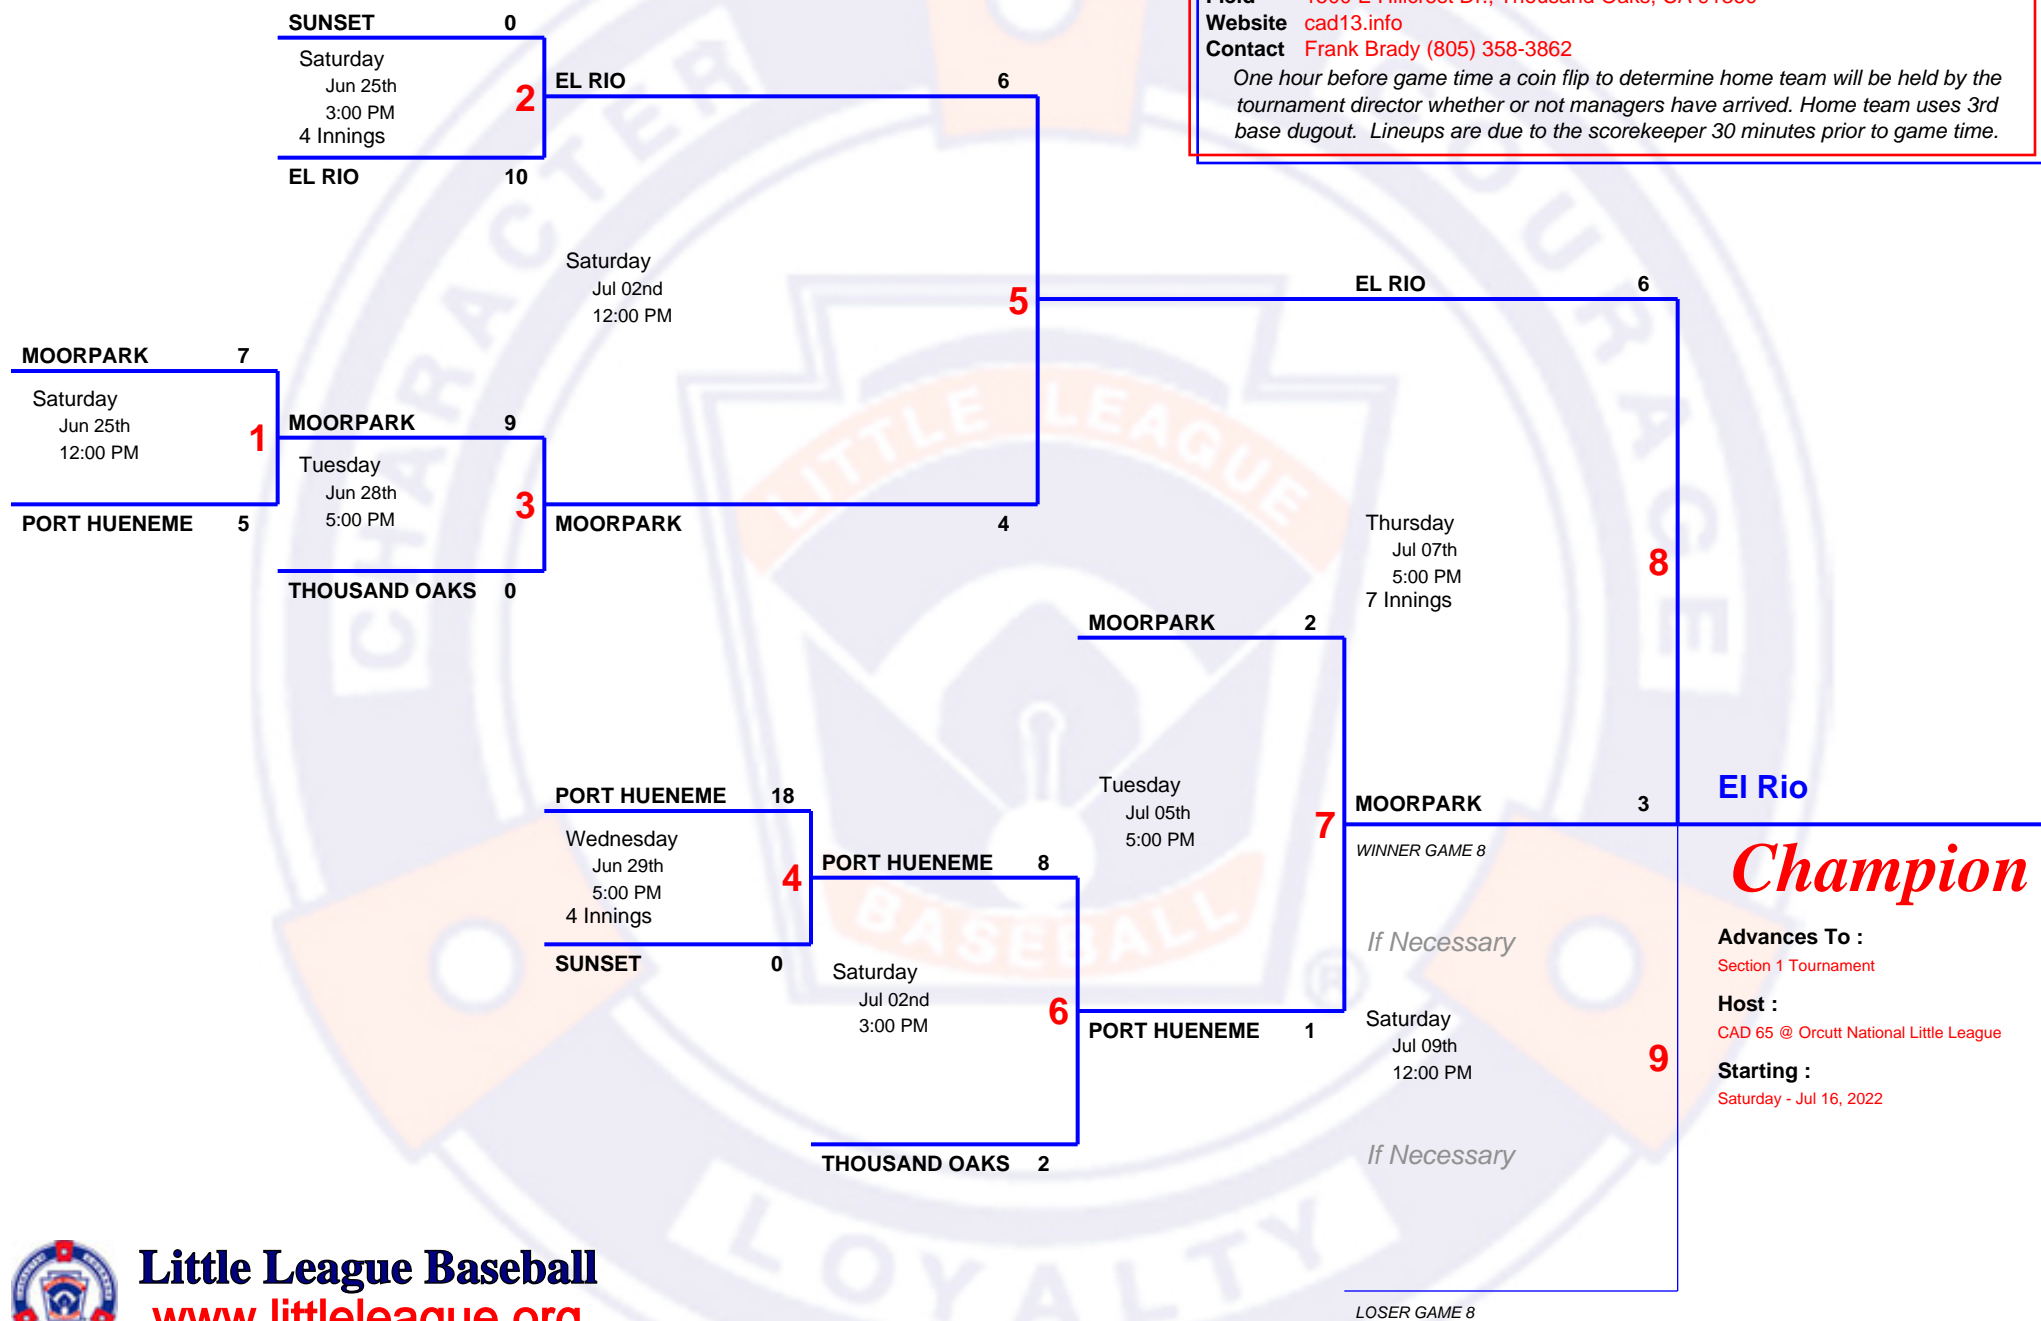 SUNSET 0
Saturday
Jun 25th
3:00 PM
4 Innings
2
EL RIO 10
EL RIO 6
Website cad13.info
Contact Frank Brady (805) 358-3862
One hour before game time a coin flip to determine home team will be held by the
tournament director whether or not managers have arrived. Home team uses 3rd
base dugout. Lineups are due to the scorekeeper 30 minutes prior to game time.
Saturday
Jul 02nd
12:00 PM
5
EL RIO 6
MOORPARK 7
Saturday
Jun 25th
12:00 PM
1
PORT HUENEME 5
MOORPARK 9
Tuesday
Jun 28th
5:00 PM
3
THOUSAND OAKS 0
MOORPARK 4
Thursday
Jul 07th
5:00 PM
7 Innings
8
MOORPARK 2
PORT HUENEME 18
Wednesday
Jun 29th
5:00 PM
4 Innings
4
SUNSET 0
PORT HUENEME 8
Saturday
Jul 02nd
3:00 PM
6
THOUSAND OAKS 2
Tuesday
Jul 05th
5:00 PM
7
PORT HUENEME 1
MOORPARK 3
WINNER GAME 8
If Necessary
Saturday
Jul 09th
12:00 PM
9
If Necessary
LOSER GAME 8
El Rio
Champion
Advances To :
Section 1 Tournament
Host :
CAD 65 @ Orcutt National Little League
Starting :
Saturday - Jul 16, 2022
CHARACTER
COURAGE
LOYALTY
LITTLE LEAGUE
BASEBALL
®
Little League Baseball
www.littleleague.org